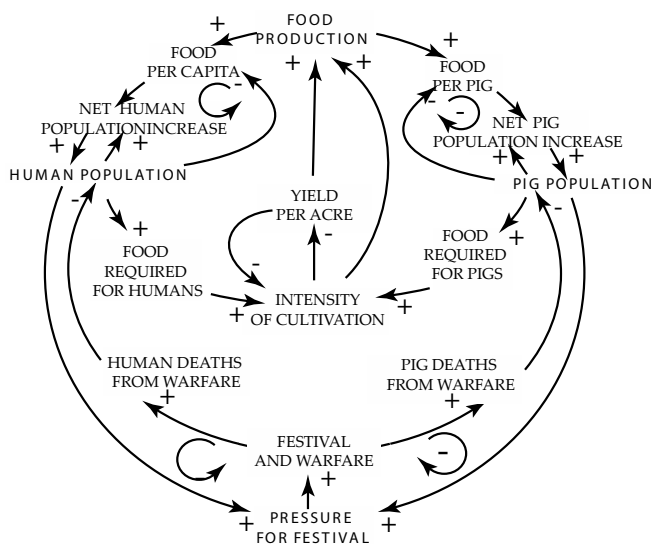 FOOD
PRODUCTION
+
+
+
+
FOOD
PER CAPITA
-
FOOD
PER PIG
-
-
+
NET HUMAN
POPULATIONINCREASE
+
+
+
NET PIG
POPULATION INCREASE
+
+
HUMAN POPULATION
-
PIG POPULATION
-
YIELD
PER ACRE
-
-
+
FOOD
REQUIRED
FOR HUMANS
+
FOOD
REQUIRED
FOR PIGS
+
+
INTENSITY
OF CULTIVATION
+
HUMAN DEATHS
FROM WARFARE
+
PIG DEATHS
FROM WARFARE
+
FESTIVAL
AND WARFARE
-
-
+
PRESSURE
FOR FESTIVAL
+
+